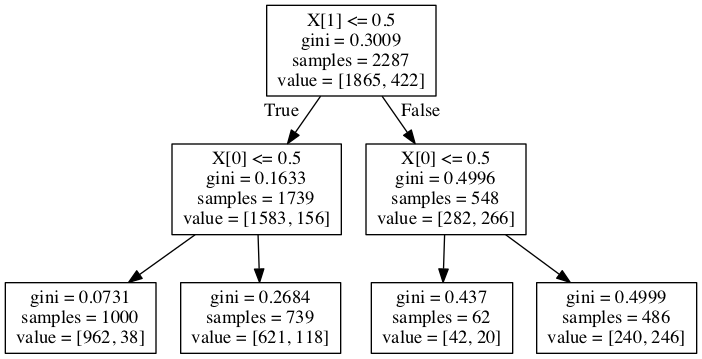 X[1] <= 0.5
gini = 0.3009
samples = 2287
value = [1865, 422]
True
False
X[0] <= 0.5
gini = 0.1633
samples = 1739
value = [1583, 156]
X[0] <= 0.5
gini = 0.4996
samples = 548
value = [282, 266]
gini = 0.0731
samples = 1000
value = [962, 38]
gini = 0.2684
samples = 739
value = [621, 118]
gini = 0.437
samples = 62
value = [42, 20]
gini = 0.4999
samples = 486
value = [240, 246]